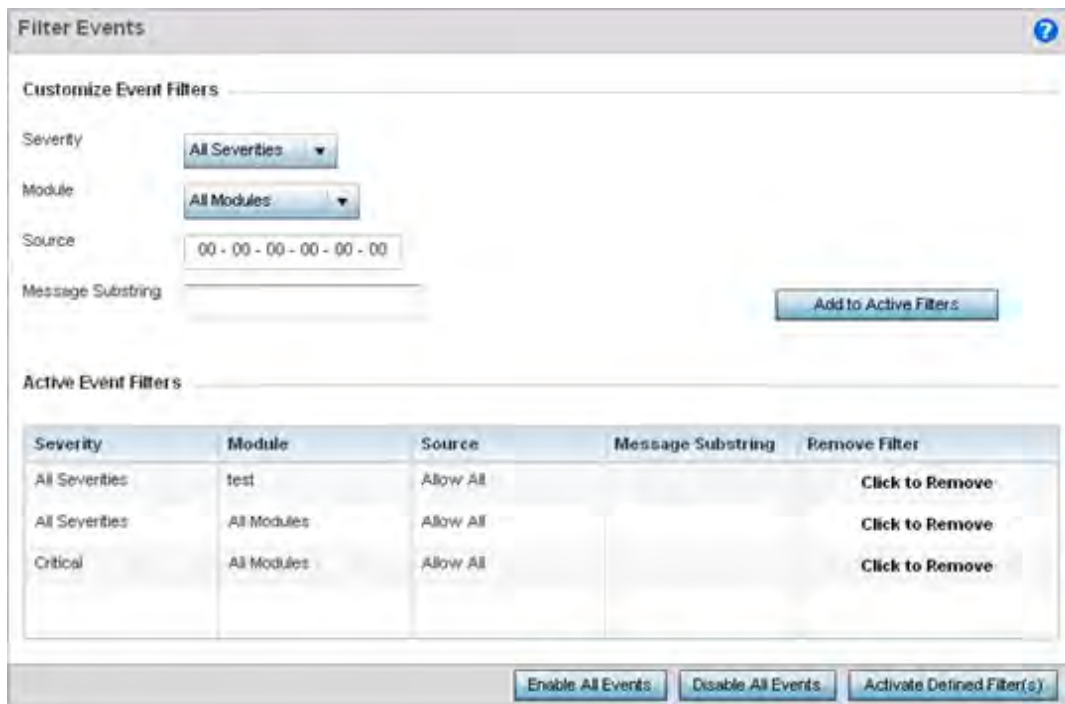 Filter Events
?
Customize Event Filters
Severity
All Severities
Module
All Modules
Source
00 - 00 - 00 - 00 - 00 - 00
Message Substring
Add to Active Filters
Active Event Filters
Severity Module Source Message Substring Remove Filter
All Severities test Allow All Click to Remove
All Severities All Modules Allow All Click to Remove
Critical All Modules Allow All Click to Remove
Enable All Events Disable All Events Activate Defined Filter(s)